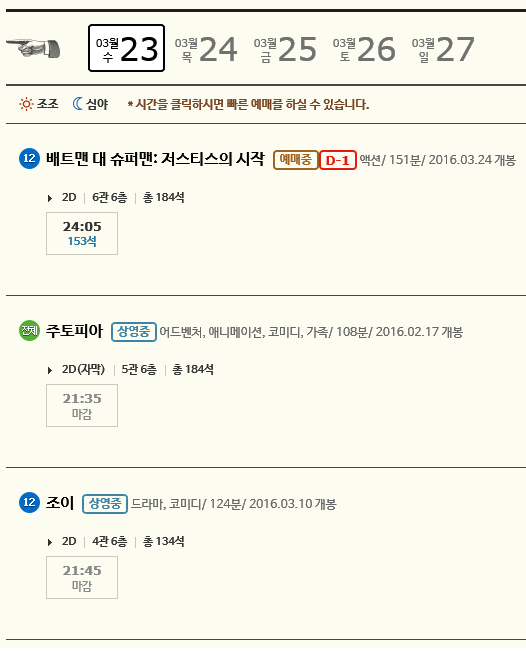 03월 수 23 03월 목 24 03월 금 25 03월 토 26 03월 일 27
조조 심야 * 시간을 클릭하시면 빠른 예매를 하실 수 있습니다.
12 배트맨 대 슈퍼맨: 저스티스의 시작 예매중 D-1 액션/ 151분/ 2016.03.24 개봉
2D | 6관 6층 | 총 184석
24:05
153석
전체 주토피아 상영중 어드벤처, 애니메이션, 코미디, 가족/ 108분/ 2016.02.17 개봉
2D(자막) | 5관 6층 | 총 184석
21:35
마감
12 조이 상영중 드라마, 코미디/ 124분/ 2016.03.10 개봉
2D | 4관 6층 | 총 134석
21:45
마감